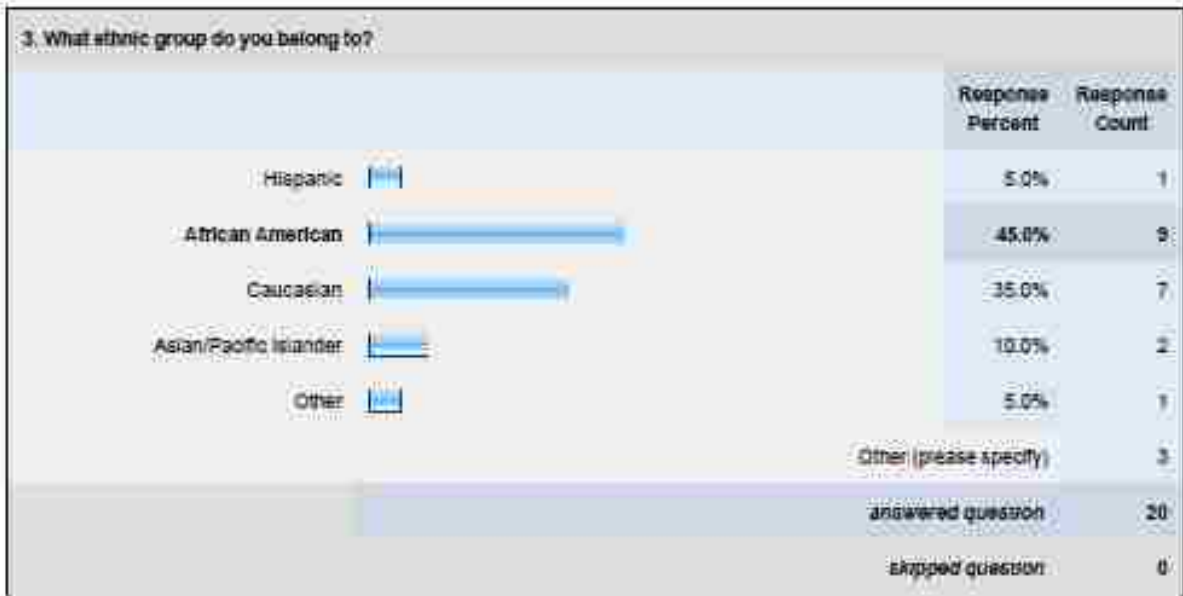 3. What ethnic group do you belong to?
Response Percent
Response Count
Hispanic 5.0% 1
African American 45.0% 9
Caucasian 35.0% 7
Asian/Pacific Islander 10.0% 2
Other 5.0% 1
Other (please specify) 3
answered question 20
skipped question 0